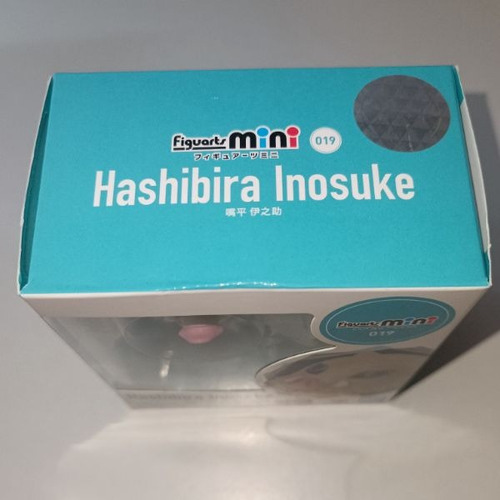 Figuarts mini 019
フィギュアーツミニ
Hashibira Inosuke
嘴平 伊之助
Figuarts mini
019
Hashibira